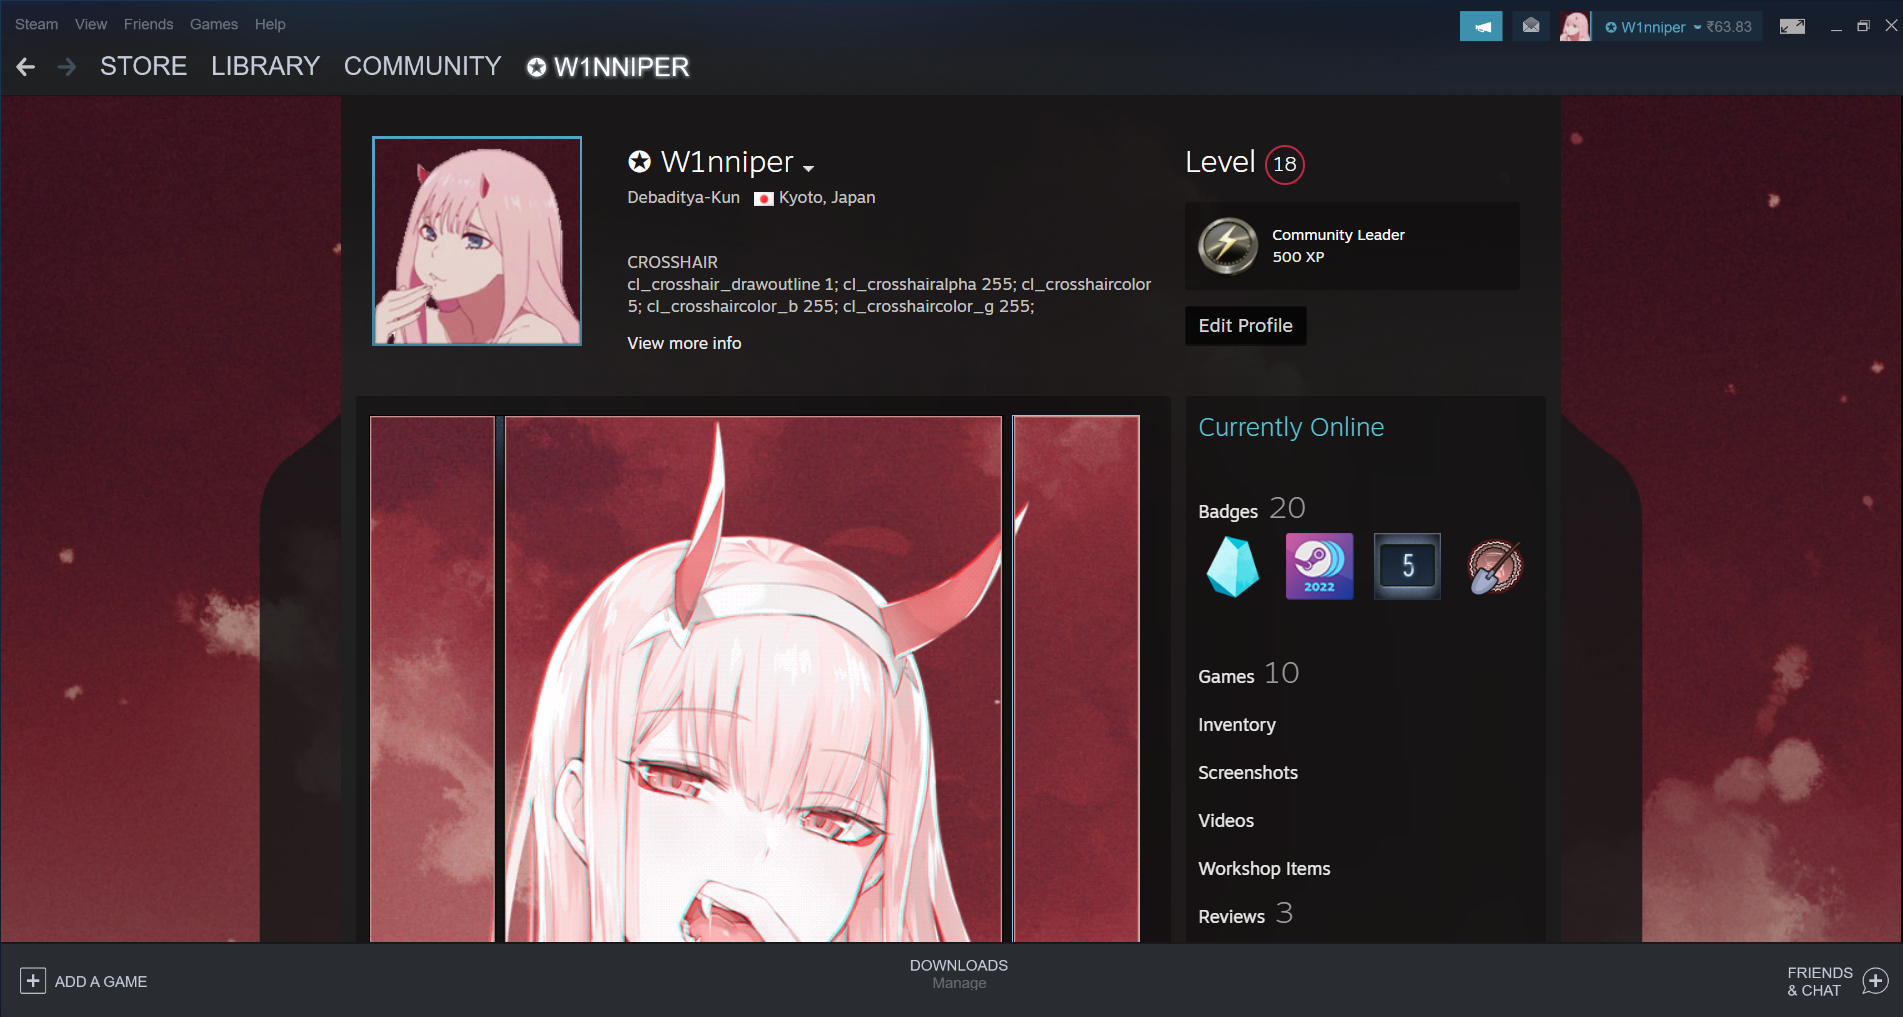 Steam View Friends Games Help
✪ W1nniper ₹63.83
STORE LIBRARY COMMUNITY ✪ W1NNIPER
✪ W1nniper
Debaditya-Kun Kyoto, Japan
CROSSHAIR
cl_crosshair_drawoutline 1; cl_crosshairalpha 255; cl_crosshaircolor
5; cl_crosshaircolor_b 255; cl_crosshaircolor_g 255;
View more info
Level 18
Community Leader
500 XP
Edit Profile
Currently Online
Badges 20
2022
5
Games 10
Inventory
Screenshots
Videos
Workshop Items
Reviews 3
ADD A GAME
DOWNLOADS
Manage
FRIENDS
& CHAT